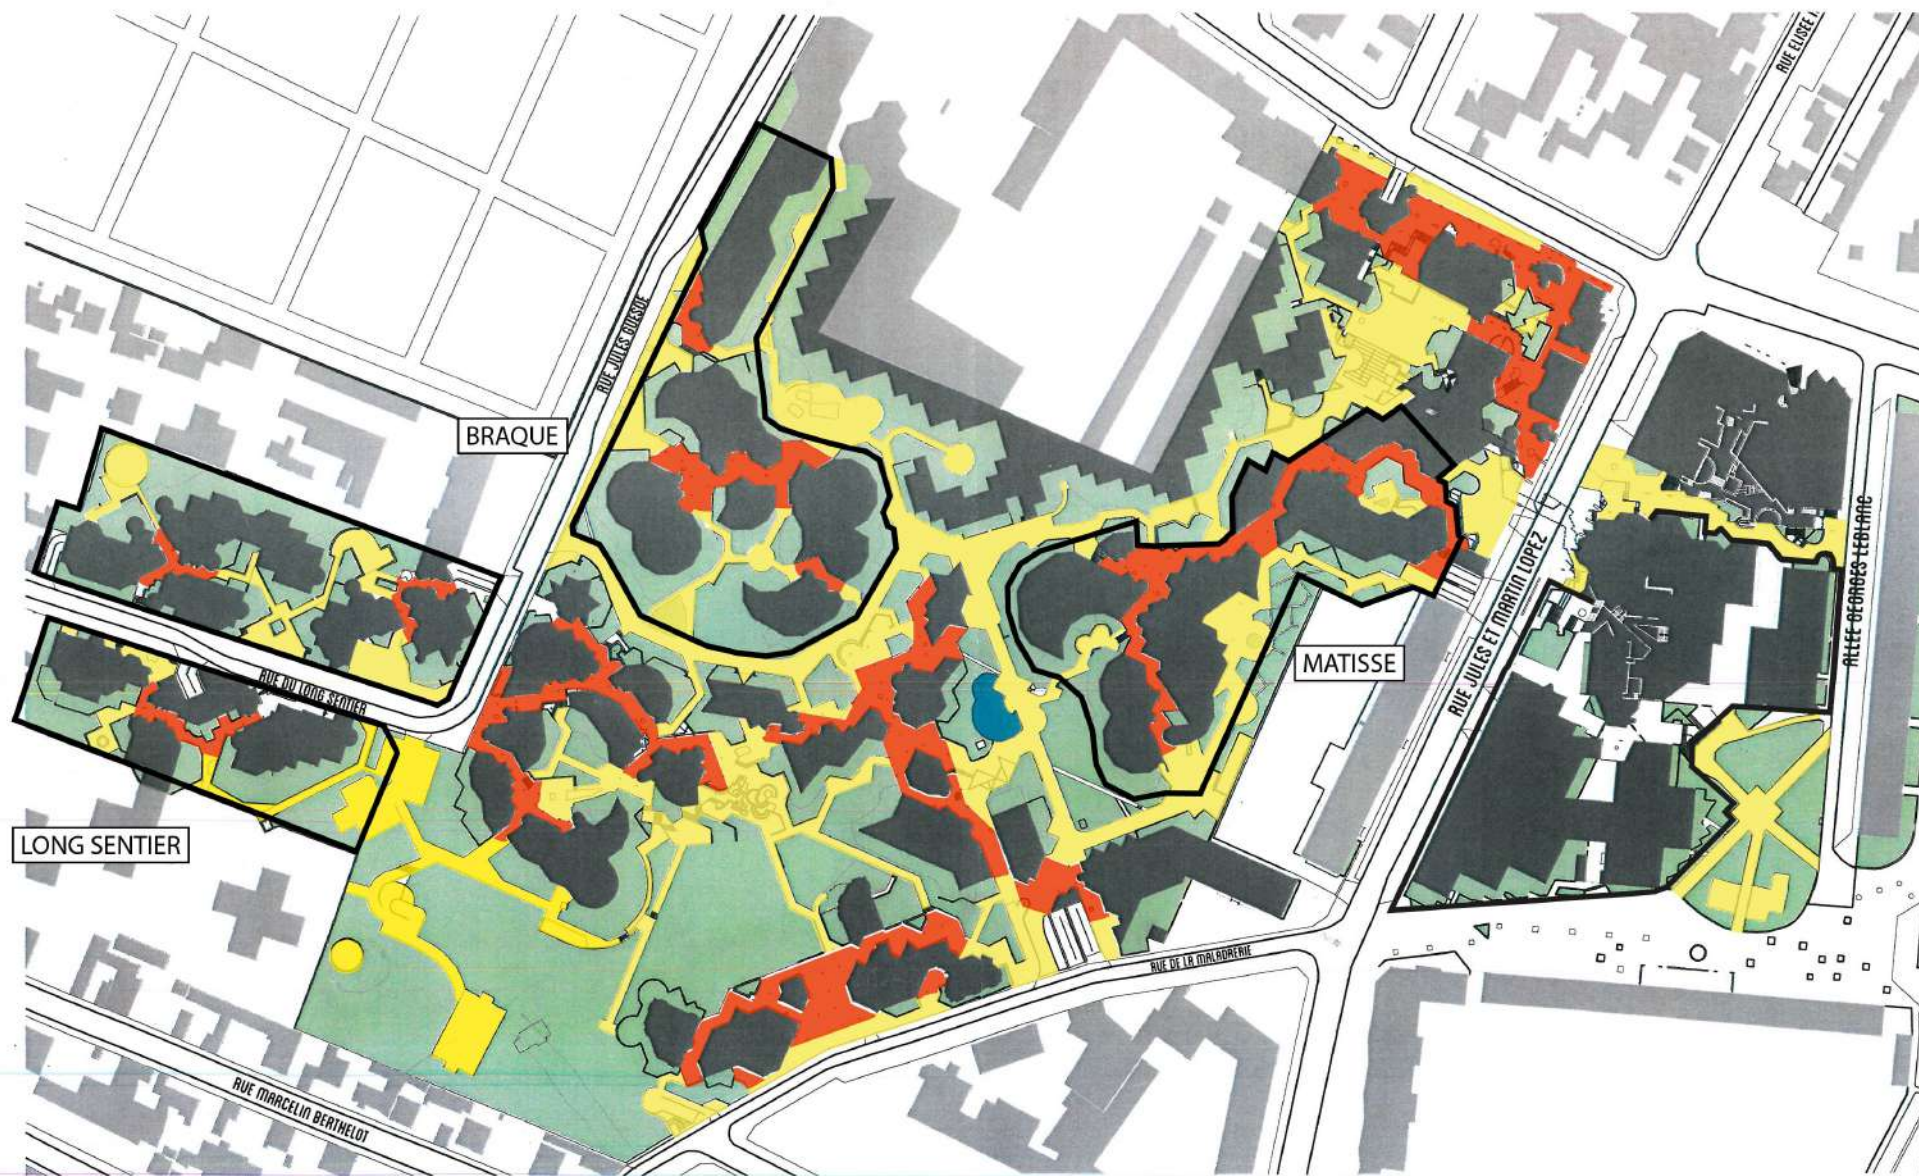 RUE ELISEE
RUE JULES GUESDE
BRAQUE
ALLEE GEORGES LEBLANC
RUE JULES ET MARTIN LOPEZ
MATISSE
RUE DU LONG SENTIER
LONG SENTIER
RUE DE LA MALADRERIE
RUE MARCELIN BERTHELOT